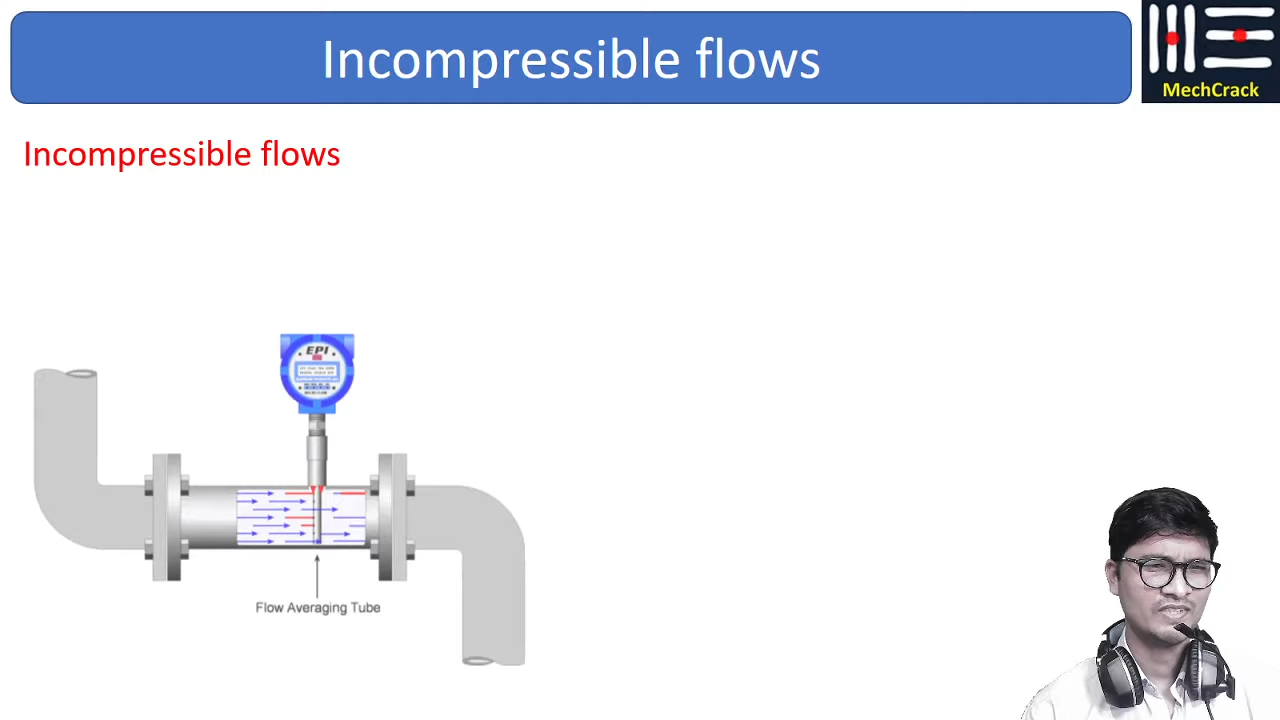 Incompressible flows
MechCrack
Incompressible flows
EPI
Flow Averaging Tube